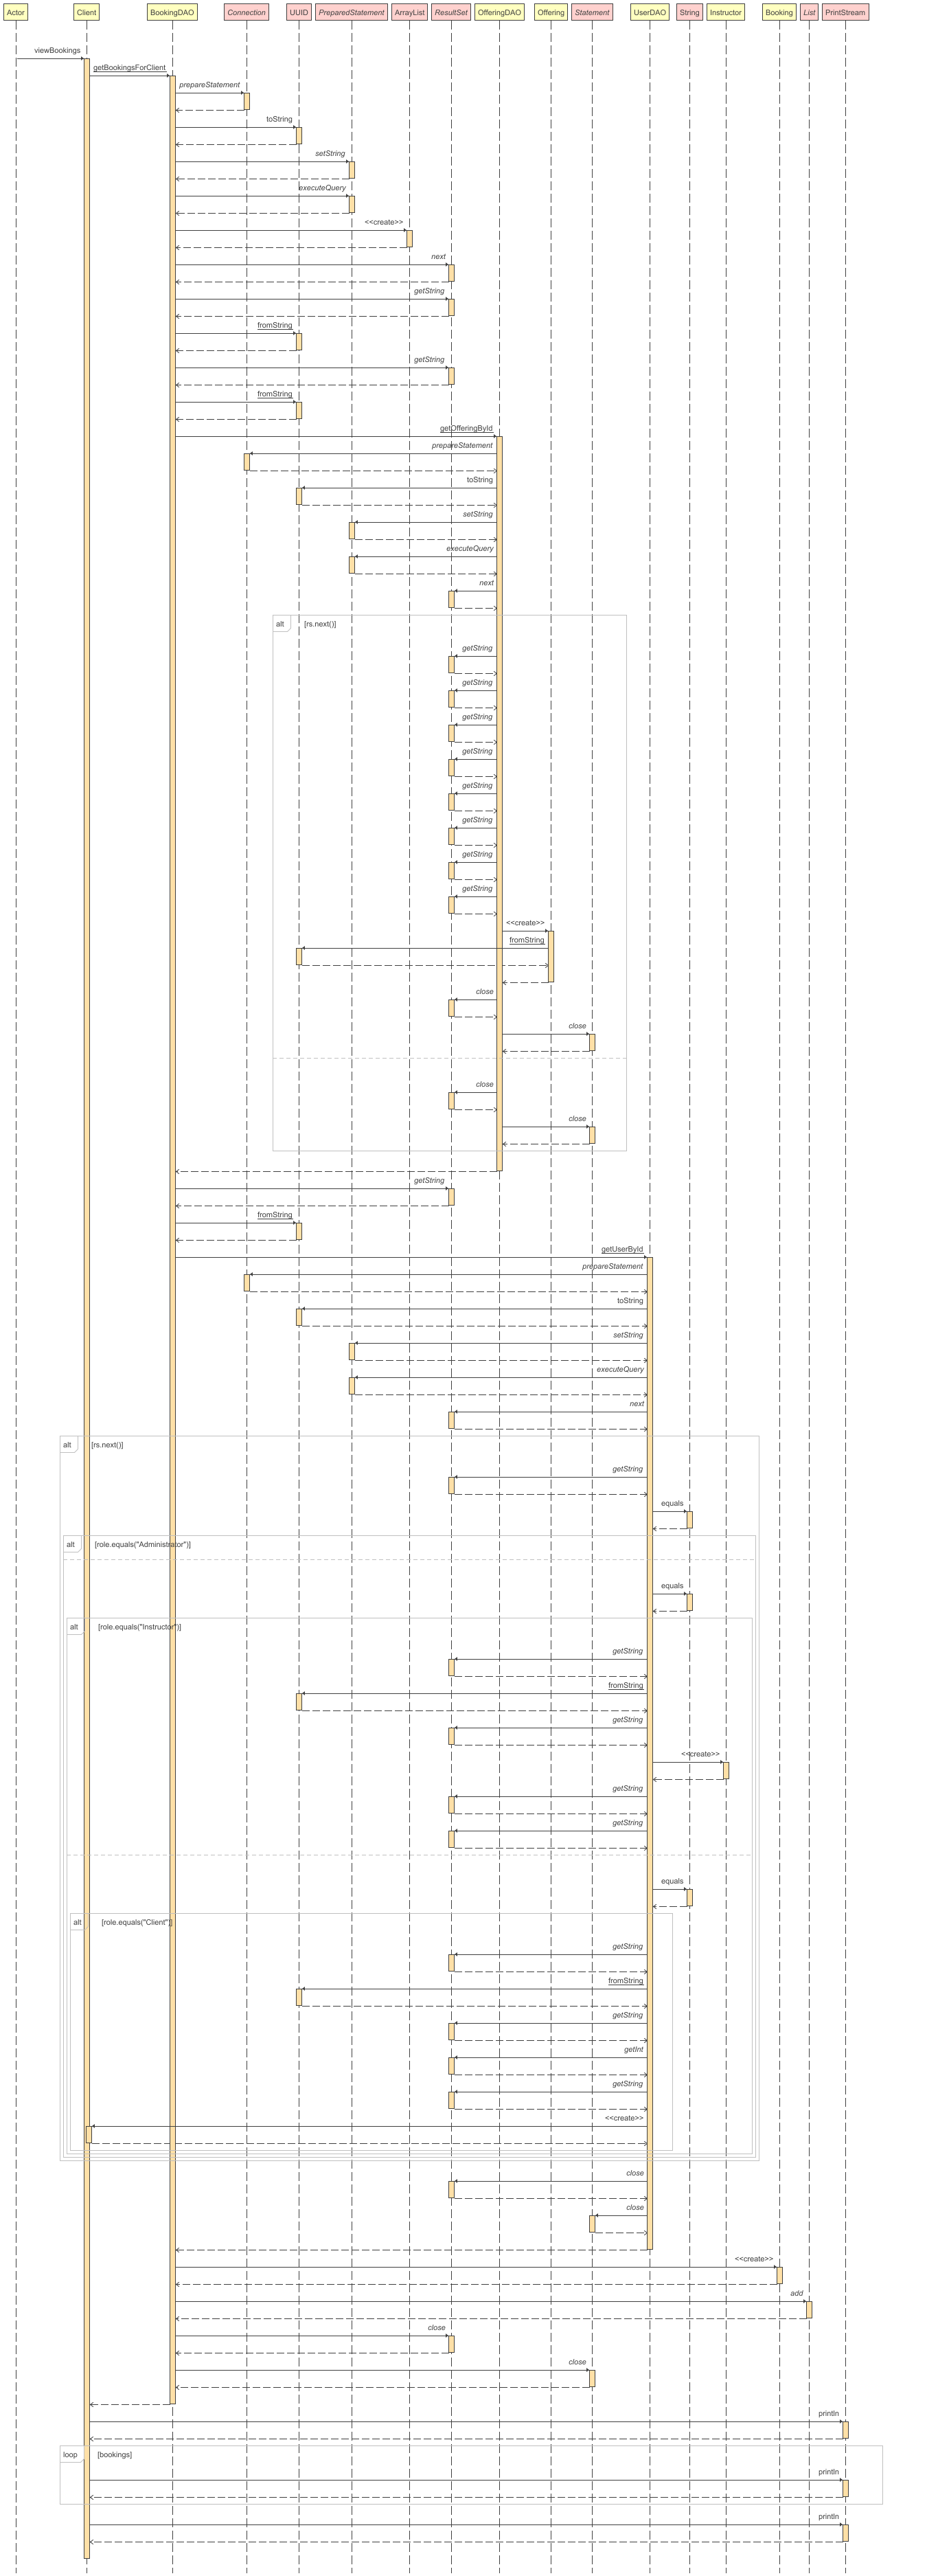 Actor Client BookingDAO Connection UUID PreparedStatement ArrayList ResultSet OfferingDAO Offering Statement UserDAO String Instructor Booking List PrintStream
viewBookings
getBookingsForClient
prepareStatement
toString
setString
executeQuery
<<create>>
next
getString
fromString
getString
fromString
getOfferingById
prepareStatement
toString
setString
executeQuery
next
alt [rs.next()]
getString
getString
getString
getString
getString
getString
getString
getString
<<create>>
fromString
close
close
close
close
getString
fromString
getUserById
prepareStatement
toString
setString
executeQuery
next
alt [rs.next()]
getString
equals
alt [role.equals("Administrator")]
equals
alt [role.equals("Instructor")]
getString
fromString
getString
<<create>>
getString
getString
equals
alt [role.equals("Client")]
getString
fromString
getString
getInt
getString
<<create>>
close
close
<<create>>
add
close
close
println
loop [bookings]
println
println